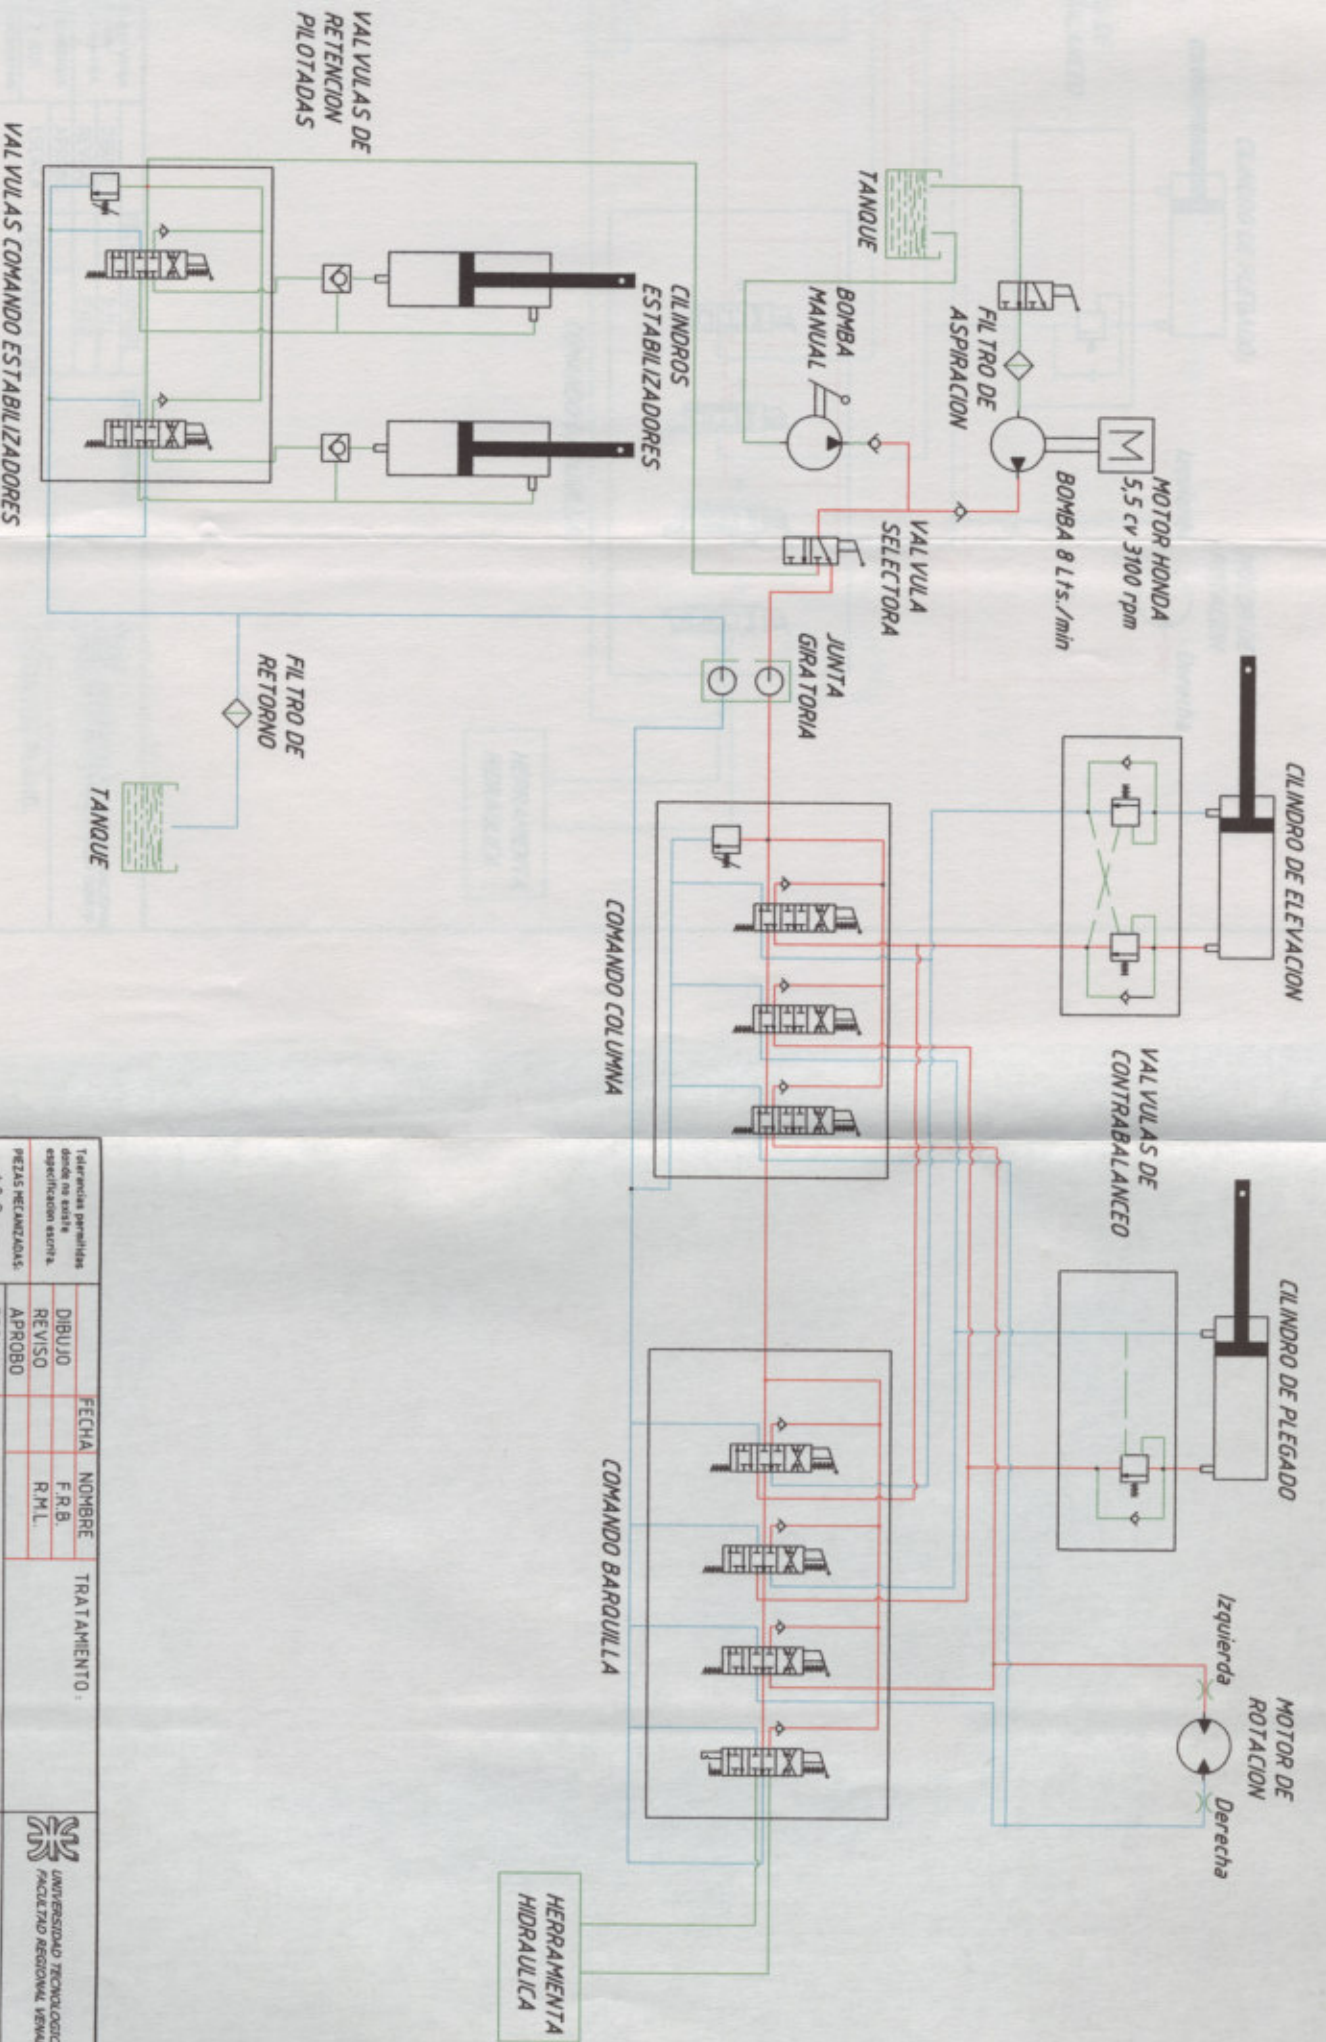 CILINDRO DE ELEVACION
CILINDRO DE PLEGADO
MOTOR DE
ROTACION
Izquierda
Derecha
MOTOR HONDA
5,5 cv 3100 rpm
BOMBA 8 Lts./min
VALVULAS DE
CONTRABALANCEO
FILTRO DE
ASPIRACION
TANQUE
BOMBA
MANUAL
VALVULA
SELECTORA
JUNTA
GIRATORIA
CILINDROS
ESTABILIZADORES
COMANDO COLUMNA
COMANDO BARQUILLA
HERRAMIENTA
HIDRAULICA
VALVULAS DE
RETENCION
PILOTADAS
FILTRO DE
RETORNO
TANQUE
VALVULAS COMANDO ESTABILIZADORES
Tolerancias permitidas
donde no existe
especificacion escrita.
PIEZAS MECANIZADAS:
FECHA NOMBRE
DIBUJO F.R.B.
REVISO R.M.L.
APROBO
TRATAMIENTO:
UNIVERSIDAD TECNOLOGIC
FACULTAD REGIONAL VENA